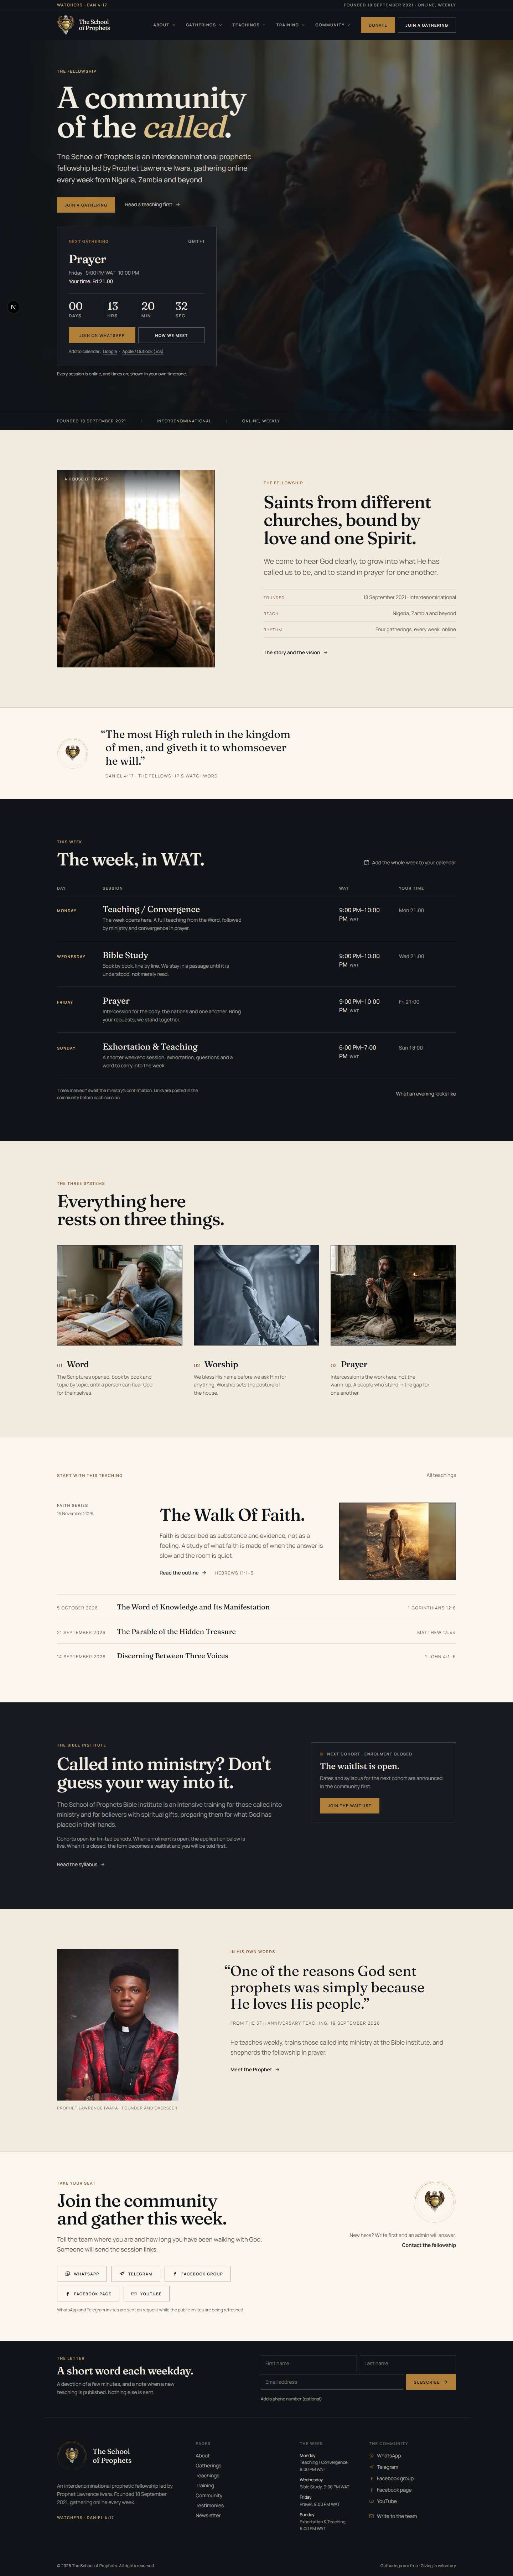 WATCHERS · DAN 4:17
FOUNDED 18 SEPTEMBER 2021 · ONLINE, WEEKLY
The School
of Prophets
ABOUT
GATHERINGS
TEACHINGS
TRAINING
COMMUNITY
DONATE
JOIN A GATHERING
THE FELLOWSHIP
A community
of the called.
The School of Prophets is an interdenominational prophetic
fellowship led by Prophet Lawrence Iwara, gathering online
every week from Nigeria, Zambia and beyond.
JOIN A GATHERING
Read a teaching first →
NEXT GATHERING
GMT+1
Prayer
Friday · 9:00 PM WAT–10:00 PM
Your time: Fri 21:00
00
DAYS
13
HRS
20
MIN
32
SEC
JOIN ON WHATSAPP
HOW WE MEET
Add to calendar: Google · Apple / Outlook (.ics)
Every session is online, and times are shown in your own timezone.
N
FOUNDED 18 SEPTEMBER 2021
INTERDENOMINATIONAL
ONLINE, WEEKLY
A HOUSE OF PRAYER
THE FELLOWSHIP
Saints from different
churches, bound by
love and one Spirit.
We come to hear God clearly, to grow into what He has
called us to be, and to stand in prayer for one another.
FOUNDED
18 September 2021 · Interdenominational
REACH
Nigeria, Zambia and beyond
RHYTHM
Four gatherings, every week, online
The story and the vision →
“The most High ruleth in the kingdom
of men, and giveth it to whomsoever
he will.”
DANIEL 4:17 · THE FELLOWSHIP'S WATCHWORD
THIS WEEK
The week, in WAT.
Add the whole week to your calendar
DAY
SESSION
WAT
YOUR TIME
MONDAY
Teaching / Convergence
The week opens here. A full teaching from the Word, followed
by ministry and convergence in prayer.
9:00 PM–10:00
PM WAT
Mon 21:00
WEDNESDAY
Bible Study
Book by book, line by line. We stay in a passage until it is
understood, not merely read.
9:00 PM–10:00
PM WAT
Wed 21:00
FRIDAY
Prayer
Intercession for the body, the nations and one another. Bring
your requests; we stand together.
9:00 PM–10:00
PM WAT
Fri 21:00
SUNDAY
Exhortation & Teaching
A shorter weekend session: exhortation, questions and a
word to carry into the week.
6:00 PM–7:00
PM WAT
Sun 18:00
Times marked * await the ministry's confirmation. Links are posted in the
community before each session.
What an evening looks like
THE THREE SYSTEMS
Everything here
rests on three things.
01 Word
The Scriptures opened, book by book and
topic by topic, until a person can hear God
for themselves.
02 Worship
We bless His name before we ask Him for
anything. Worship sets the posture of
the house.
03 Prayer
Intercession is the work here, not the
warm-up. A people who stand in the gap for
one another.
START WITH THIS TEACHING
All teachings
FAITH SERIES
19 November 2026
The Walk Of Faith.
Faith is described as substance and evidence, not as a
feeling. A study of what faith is made of when the answer is
slow and the room is quiet.
Read the outline →
HEBREWS 11:1–3
5 OCTOBER 2026
The Word of Knowledge and Its Manifestation
1 CORINTHIANS 12:8
21 SEPTEMBER 2026
The Parable of the Hidden Treasure
MATTHEW 13:44
14 SEPTEMBER 2026
Discerning Between Three Voices
1 JOHN 4:1–6
THE BIBLE INSTITUTE
Called into ministry? Don't
guess your way into it.
The School of Prophets Bible Institute is an intensive training for those called into
ministry and for believers with spiritual gifts, preparing them for what God has
placed in their hands.
Cohorts open for limited periods. When enrolment is open, the application below is
live. When it is closed, the form becomes a waitlist and you will be told first.
Read the syllabus →
NEXT COHORT · ENROLMENT CLOSED
The waitlist is open.
Dates and syllabus for the next cohort are announced
in the community first.
JOIN THE WAITLIST
IN HIS OWN WORDS
“One of the reasons God sent
prophets was simply because
He loves His people.”
FROM THE 5TH ANNIVERSARY TEACHING, 19 SEPTEMBER 2026
He teaches weekly, trains those called into ministry at the Bible institute, and
shepherds the fellowship in prayer.
Meet the Prophet →
PROPHET LAWRENCE IWARA · FOUNDER AND OVERSEER
TAKE YOUR SEAT
Join the community
and gather this week.
Tell the team where you are and how long you have been walking with God.
Someone will send the session links.
WHATSAPP
TELEGRAM
FACEBOOK GROUP
FACEBOOK PAGE
YOUTUBE
WhatsApp and Telegram invites are sent on request while the public invites are being refreshed.
New here? Write first and an admin will answer.
Contact the fellowship
THE LETTER
A short word each weekday.
A devotion of a few minutes, and a note when a new
teaching is published. Nothing else is sent.
First name
Last name
Email address
SUBSCRIBE →
Add a phone number (optional)
The School
of Prophets
An interdenominational prophetic fellowship led by
Prophet Lawrence Iwara. Founded 18 September
2021, gathering online every week.
WATCHERS · DANIEL 4:17
PAGES
About
Gatherings
Teachings
Training
Community
Testimonies
Newsletter
THE WEEK
Monday
Teaching / Convergence,
9:00 PM WAT
Wednesday
Bible Study, 9:00 PM WAT
Friday
Prayer, 9:00 PM WAT
Sunday
Exhortation & Teaching,
6:00 PM WAT
THE COMMUNITY
WhatsApp
Telegram
Facebook group
Facebook page
YouTube
Write to the team
© 2026 The School of Prophets. All rights reserved.
Gatherings are free · Giving is voluntary